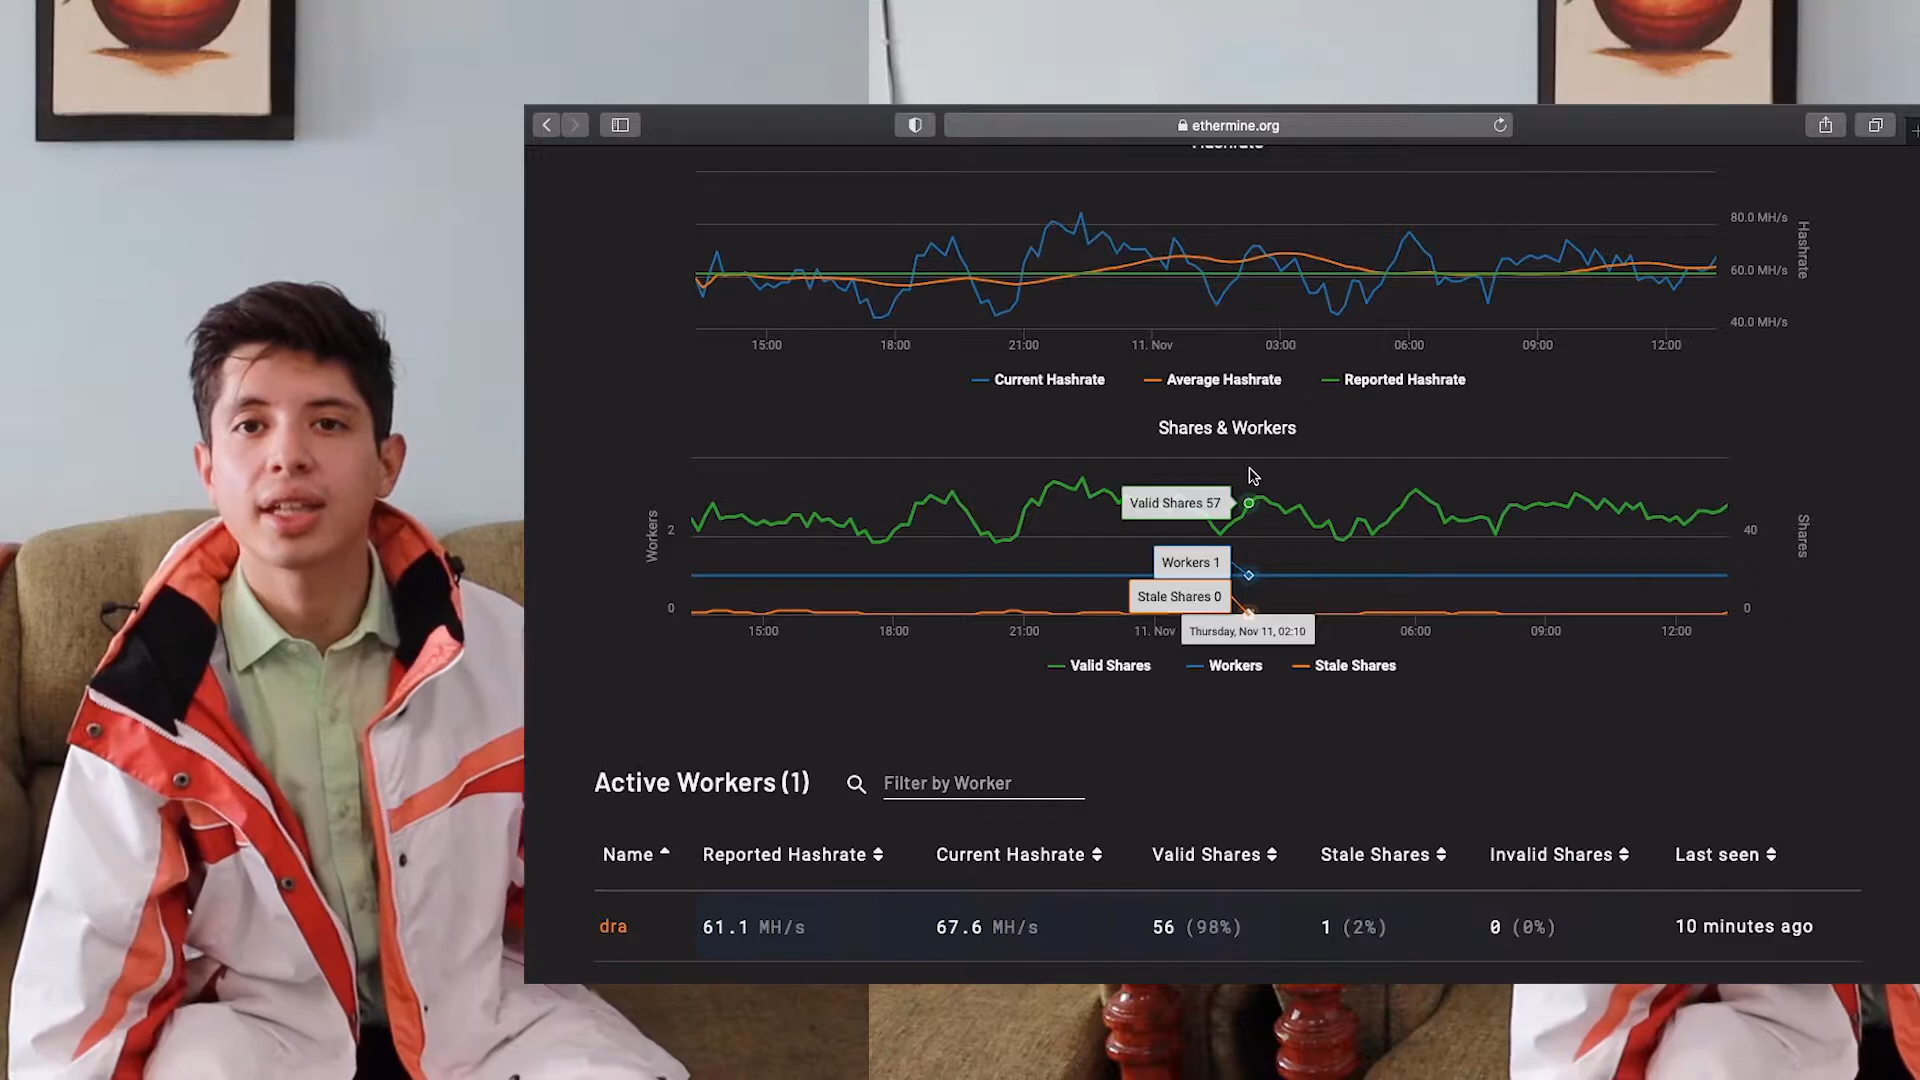 ethermine.org
Hashrate
80.0 MH/s
60.0 MH/s
40.0 MH/s
Hashrate
15:00 18:00 21:00 11. Nov 03:00 06:00 09:00 12:00
Current Hashrate Average Hashrate Reported Hashrate
Shares & Workers
Valid Shares 57
Workers
2
40
Shares
Workers 1
Stale Shares 0
0
0
15:00 18:00 21:00 11. Nov Thursday, Nov 11, 02:10 06:00 09:00 12:00
Valid Shares Workers Stale Shares
Active Workers (1) Filter by Worker
Name Reported Hashrate Current Hashrate Valid Shares Stale Shares Invalid Shares Last seen
dra 61.1 MH/s 67.6 MH/s 56 (98%) 1 (2%) 0 (0%) 10 minutes ago